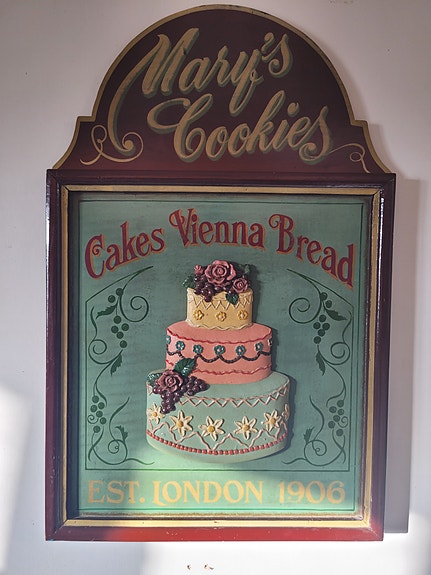 Mary's
Cookies
Cakes Vienna Bread
EST. LONDON 1906